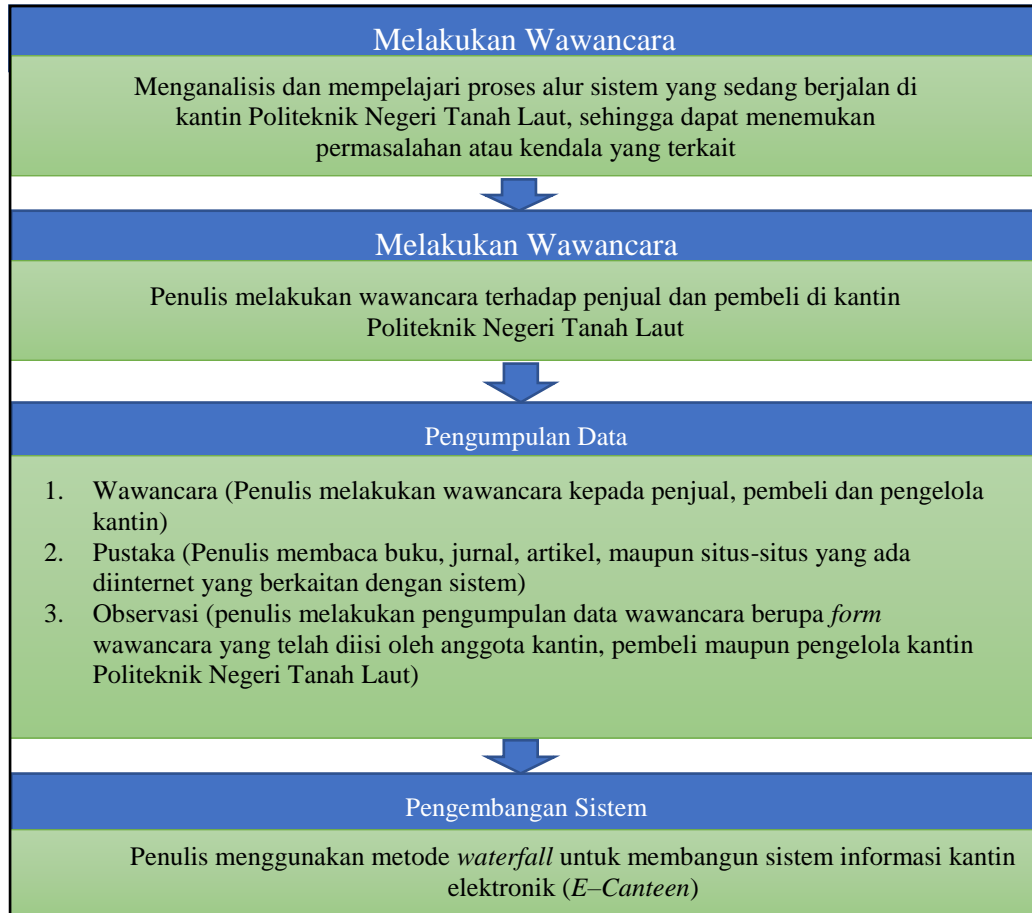 Melakukan Wawancara
Menganalisis dan mempelajari proses alur sistem yang sedang berjalan di
kantin Politeknik Negeri Tanah Laut, sehingga dapat menemukan
permasalahan atau kendala yang terkait
Melakukan Wawancara
Penulis melakukan wawancara terhadap penjual dan pembeli di kantin
Politeknik Negeri Tanah Laut
Pengumpulan Data
1. Wawancara (Penulis melakukan wawancara kepada penjual, pembeli dan pengelola
kantin)
2. Pustaka (Penulis membaca buku, jurnal, artikel, maupun situs-situs yang ada
diinternet yang berkaitan dengan sistem)
3. Observasi (penulis melakukan pengumpulan data wawancara berupa form
wawancara yang telah diisi oleh anggota kantin, pembeli maupun pengelola kantin
Politeknik Negeri Tanah Laut)
Pengembangan Sistem
Penulis menggunakan metode waterfall untuk membangun sistem informasi kantin
elektronik (E–Canteen)